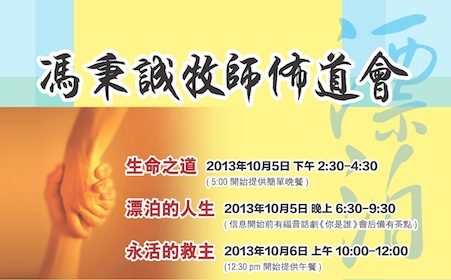 馮秉誠牧師佈道會
漂泊
生命之道 2013年10月5日 下午 2:30-4:30
( 5:00 開始提供簡單晚餐 )
漂泊的人生 2013年10月5日 晚上 6:30-9:30
( 信息開始前有福音話劇《你是誰》會后備有茶點 )
永活的救主 2013年10月6日 上午 10:00-12:00
(12:30 pm 開始提供午餐 )